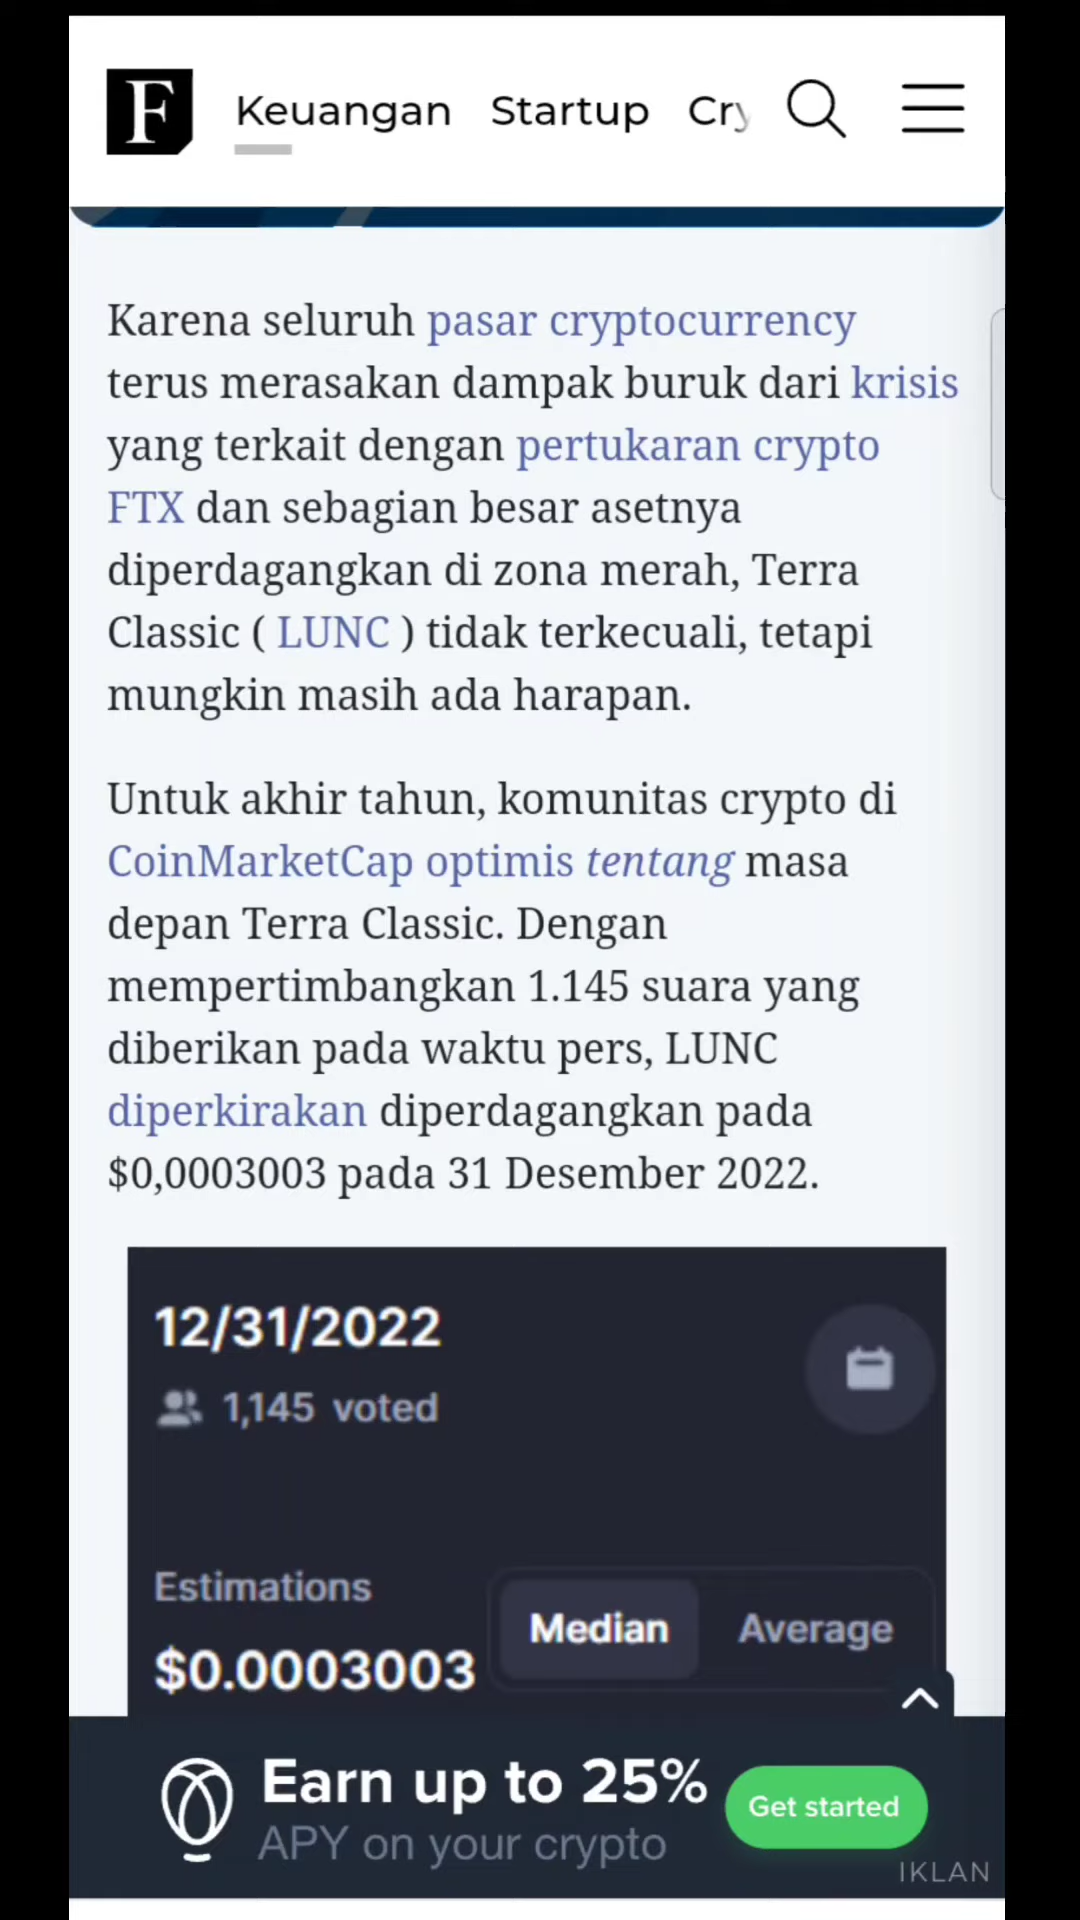 F Keuangan Startup Cry
Karena seluruh pasar cryptocurrency
terus merasakan dampak buruk dari krisis
yang terkait dengan pertukaran crypto
FTX dan sebagian besar asetnya
diperdagangkan di zona merah, Terra
Classic ( LUNC ) tidak terkecuali, tetapi
mungkin masih ada harapan.
Untuk akhir tahun, komunitas crypto di
CoinMarketCap optimis tentang masa
depan Terra Classic. Dengan
mempertimbangkan 1.145 suara yang
diberikan pada waktu pers, LUNC
diperkirakan diperdagangkan pada
$0,0003003 pada 31 Desember 2022.
12/31/2022
1,145 voted
Estimations
Median Average
$0.0003003
Earn up to 25%
APY on your crypto
Get started
IKLAN